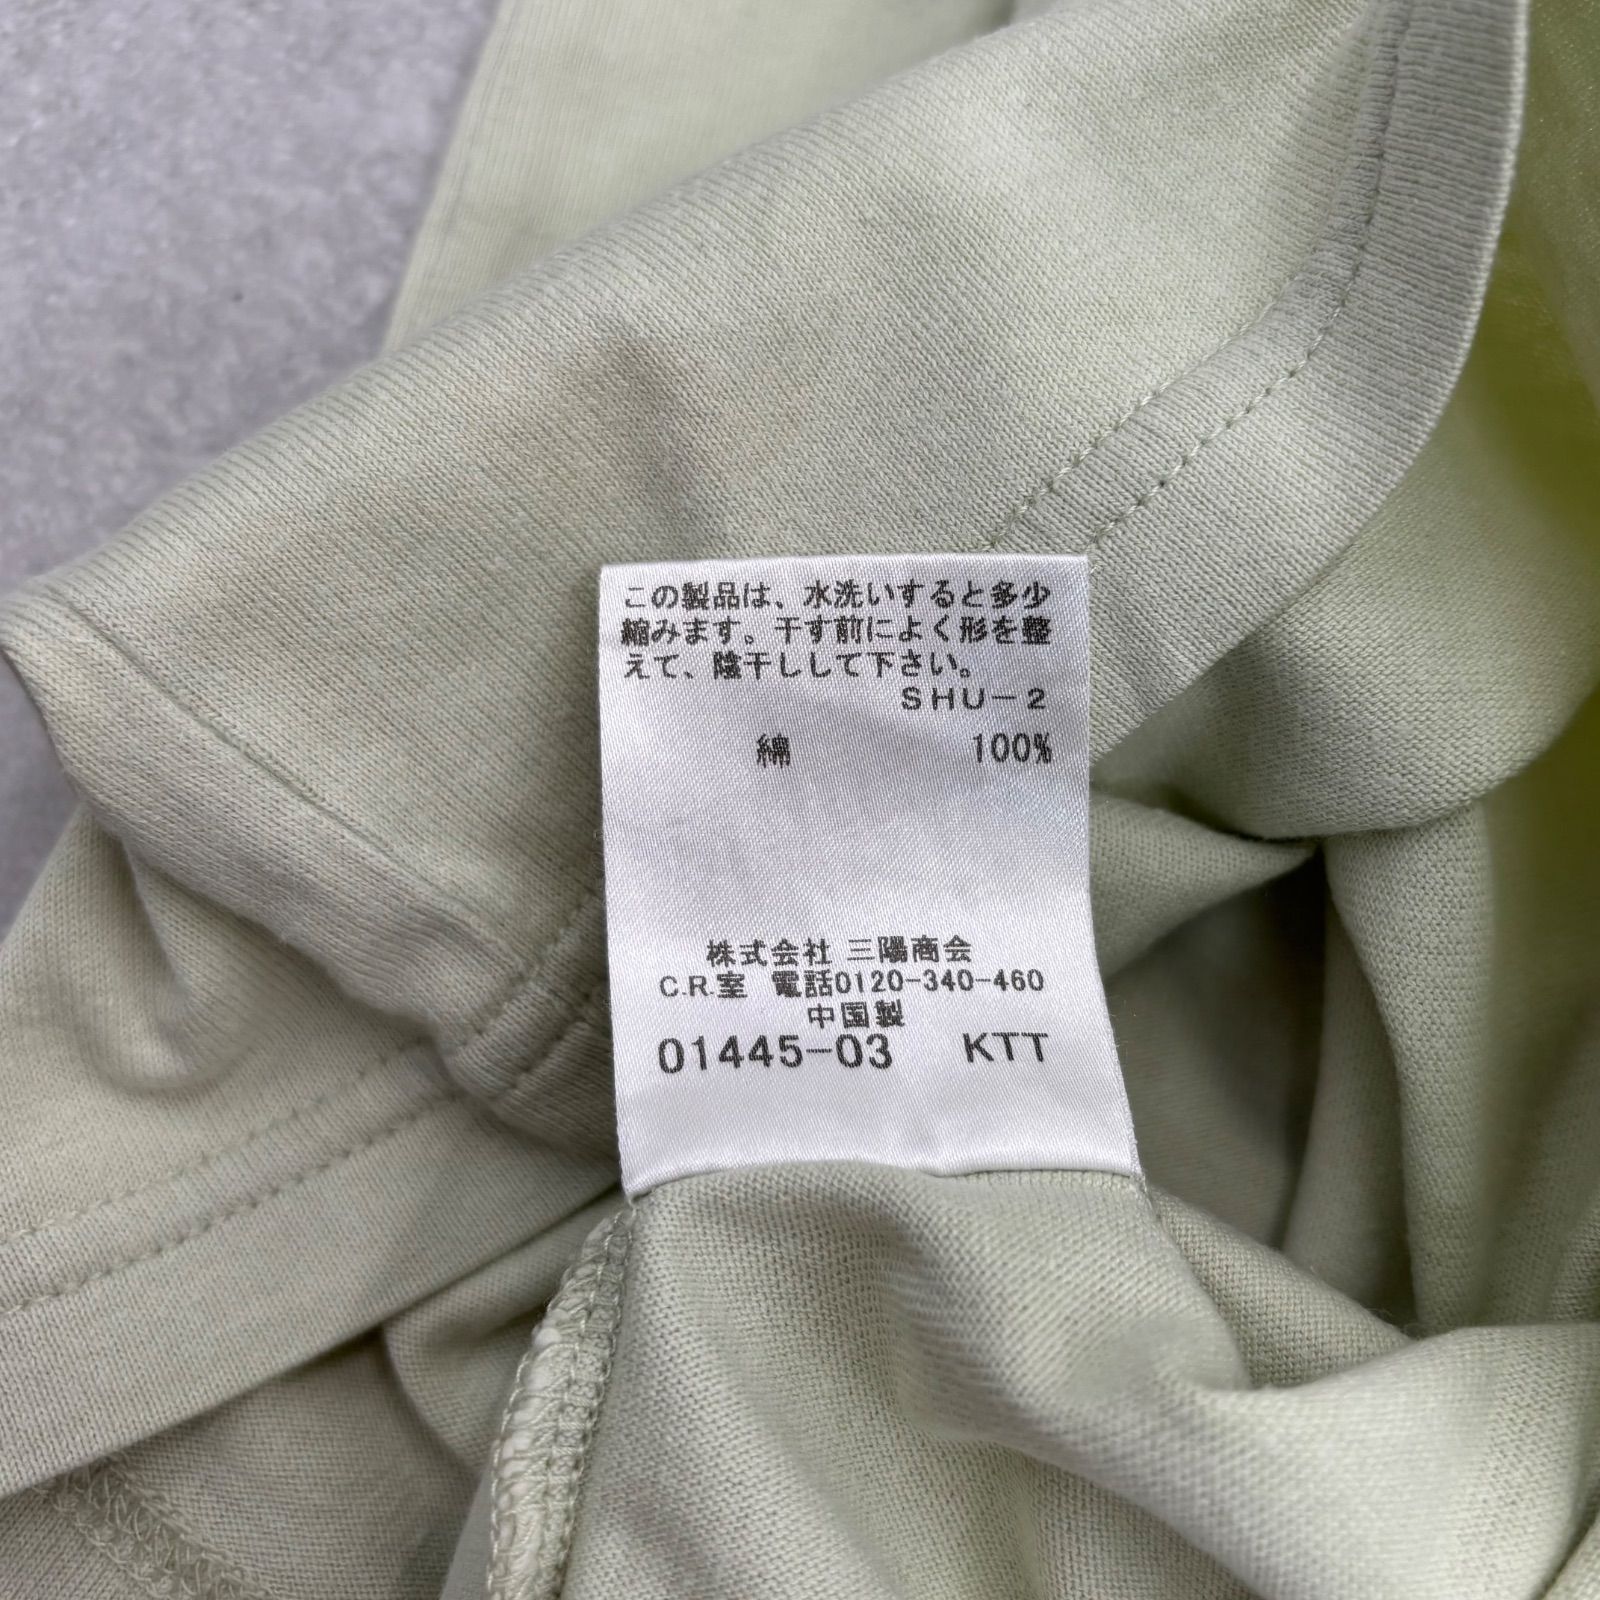 この製品は、水洗いすると多少
縮みます。干す前によく形を整
えて、陰干しして下さい。
SHU-2
綿 100%
株式会社 三陽商会
C.R.室 電話0120-340-460
中国製
01445-03 KTT